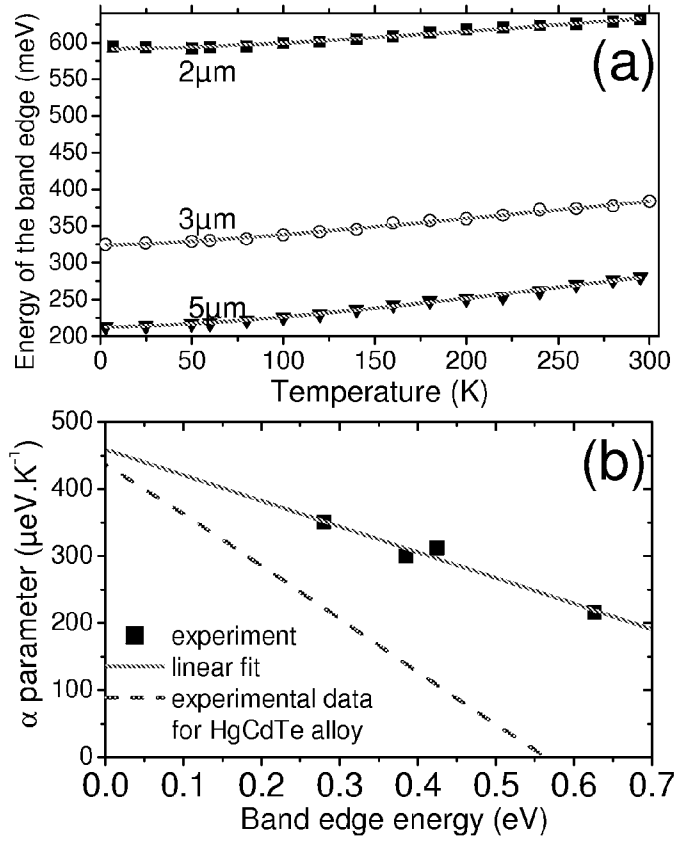 600
550
500
450
400
350
300
250
200
Energy of the band edge (meV)
(a)
2μm
3μm
5μm
0 50 100 150 200 250 300
Temperature (K)
500
400
300
200
100
0
α parameter (μeV.K⁻¹)
(b)
experiment
linear fit
experimental data
for HgCdTe alloy
0.0 0.1 0.2 0.3 0.4 0.5 0.6 0.7
Band edge energy (eV)